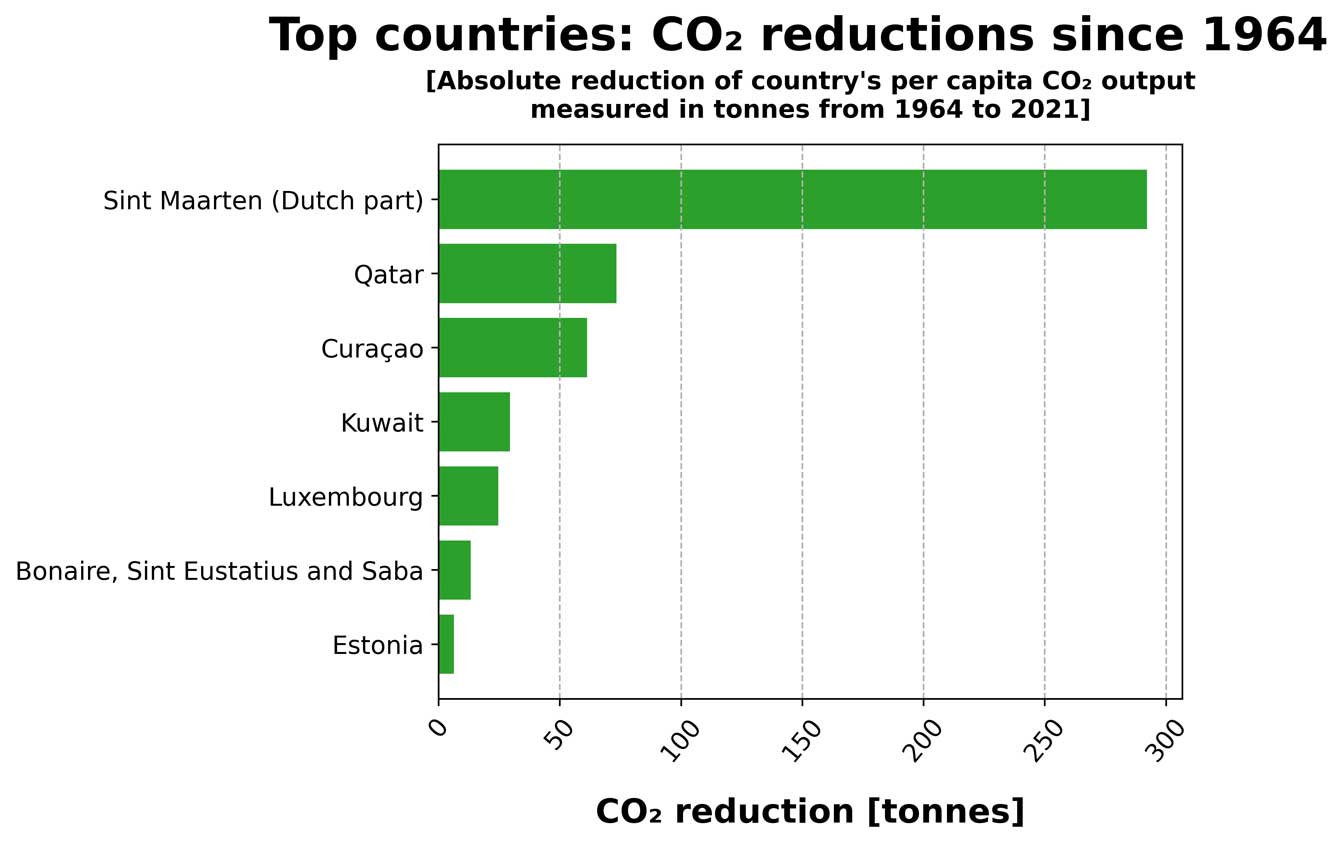 Top countries: CO₂ reductions since 1964
[Absolute reduction of country's per capita CO₂ output
measured in tonnes from 1964 to 2021]
Sint Maarten (Dutch part)
Qatar
Curaçao
Kuwait
Luxembourg
Bonaire, Sint Eustatius and Saba
Estonia
0 50 100 150 200 250 300
CO₂ reduction [tonnes]